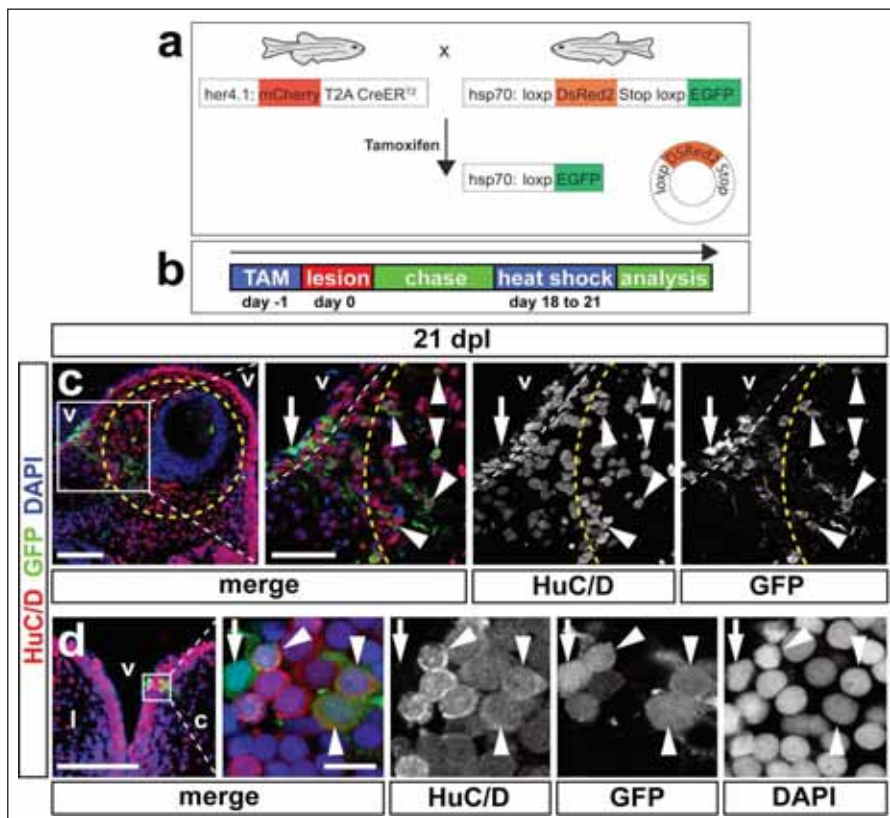 a
x
her4.1: mCherry T2A CreERT2
hsp70: loxp DsRed2 Stop loxp EGFP
Tamoxifen
hsp70: loxp EGFP
loxp DSRed2 Stop
b
TAM lesion chase heat shock analysis
day -1 day 0 day 18 to 21
21 dpl
HuC/D GFP DAPI
c
v v v v v
merge HuC/D GFP
d
v
l c
merge HuC/D GFP DAPI